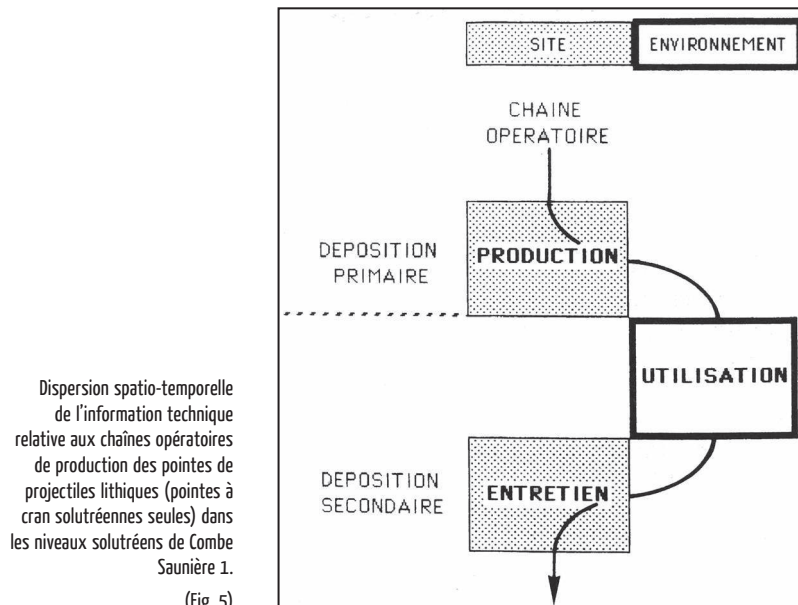 SITE
ENVIRONNEMENT
CHAINE
OPERATOIRE
DEPOSITION
PRIMAIRE
PRODUCTION
UTILISATION
DEPOSITION
SECONDAIRE
ENTRETIEN
Dispersion spatio-temporelle
de l'information technique
relative aux chaînes opératoires
de production des pointes de
projectiles lithiques (pointes à
cran solutréennes seules) dans
les niveaux solutréens de Combe
Saunière 1.
(Fig. 5)